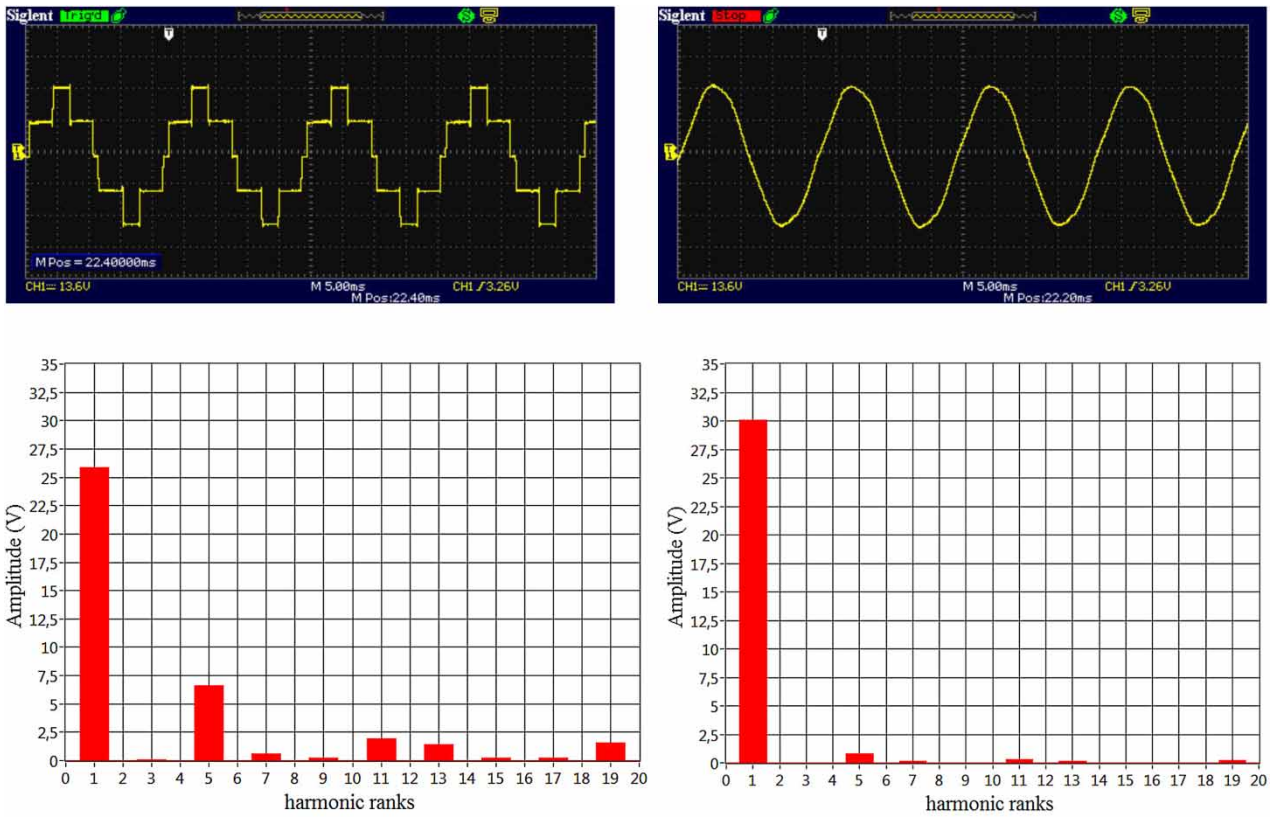 Siglent Trig'd
T
T
1
M Pos = 22.40000ms
CH1 13.6V M 5.00ms CH1 3.26V
M Pos:22.40ms
Siglent Stop
T
T
1
CH1 13.6V M 5.00ms CH1 3.26V
M Pos:22.20ms
Amplitude (V)
35
32,5
30
27,5
25
22,5
20
17,5
15
12,5
10
7,5
5
2,5
0
0 1 2 3 4 5 6 7 8 9 10 11 12 13 14 15 16 17 18 19 20
harmonic ranks
Amplitude (V)
35
32,5
30
27,5
25
22,5
20
17,5
15
12,5
10
7,5
5
2,5
0
0 1 2 3 4 5 6 7 8 9 10 11 12 13 14 15 16 17 18 19 20
harmonic ranks